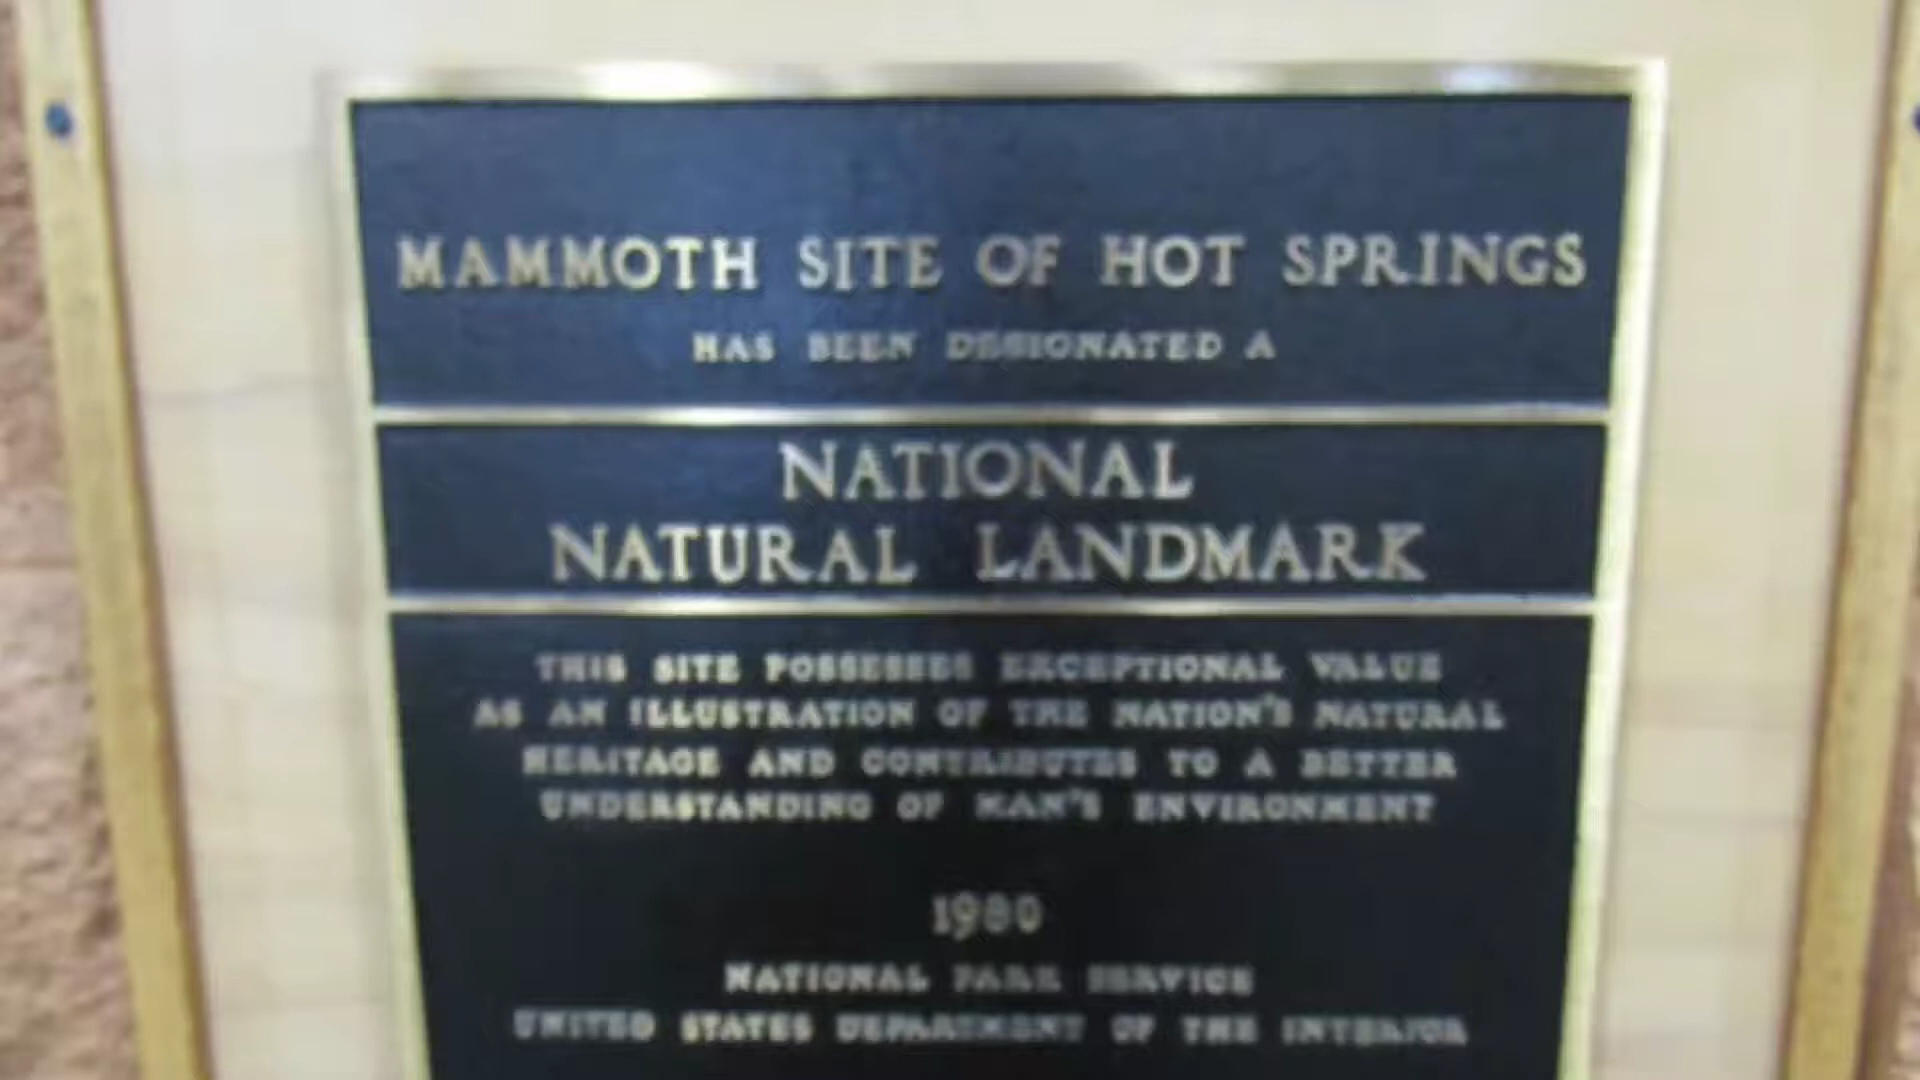 MAMMOTH SITE OF HOT SPRINGS
HAS BEEN DESIGNATED A
NATIONAL
NATURAL LANDMARK
THIS SITE POSSESSES EXCEPTIONAL VALUE
AS AN ILLUSTRATION OF THE NATION'S NATURAL
HERITAGE AND CONTRIBUTES TO A BETTER
UNDERSTANDING OF MAN'S ENVIRONMENT
1980
NATIONAL PARK SERVICE
UNITED STATES DEPARTMENT OF THE INTERIOR